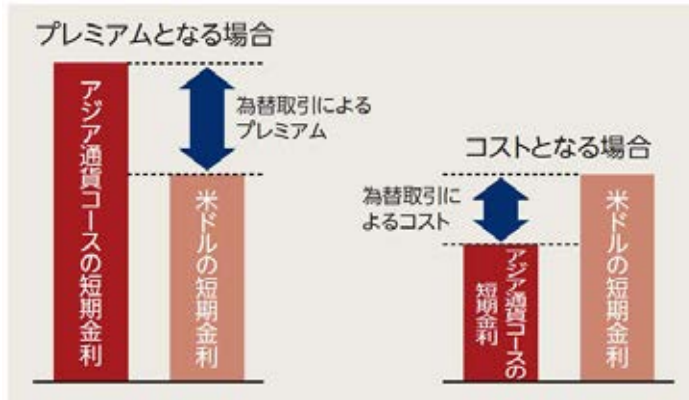 プレミアムとなる場合
アジア通貨コースの短期金利
為替取引による
プレミアム
米ドルの短期金利
コストとなる場合
為替取引に
よるコスト
アジア通貨コースの
短期金利
米ドルの短期金利